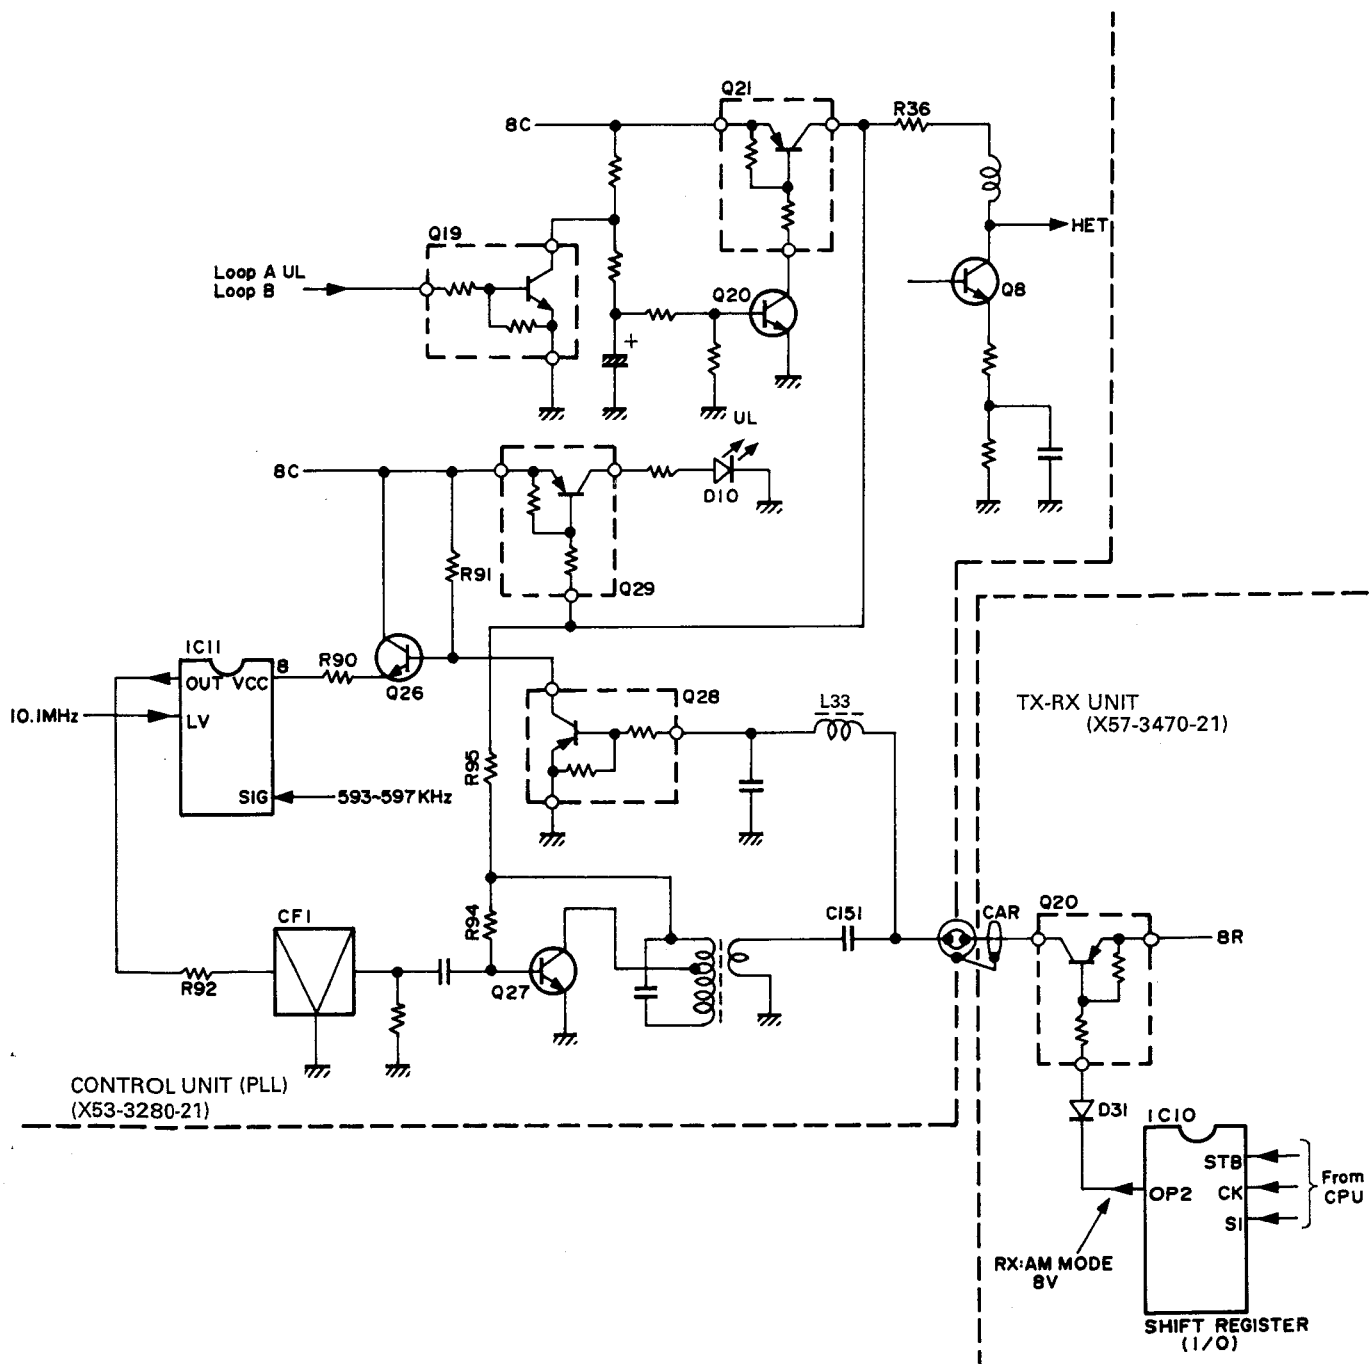 Q21
8C
R36
HET
Q19
Loop A UL
Loop B
Q20
Q8
+
UL
8C
D10
R91
Q29
IC11
8
R90
OUT VCC
Q26
10.1MHz
LV
Q28
L33
TX-RX UNIT
(X57-3470-21)
R95
SIG
593~597KHz
CF1
R94
C151
CAR
Q20
8R
R92
Q27
CONTROL UNIT (PLL)
(X53-3280-21)
D31
IC10
STB
OP2
CK
SI
From
CPU
RX:AM MODE
8V
SHIFT REGISTER
(I/O)